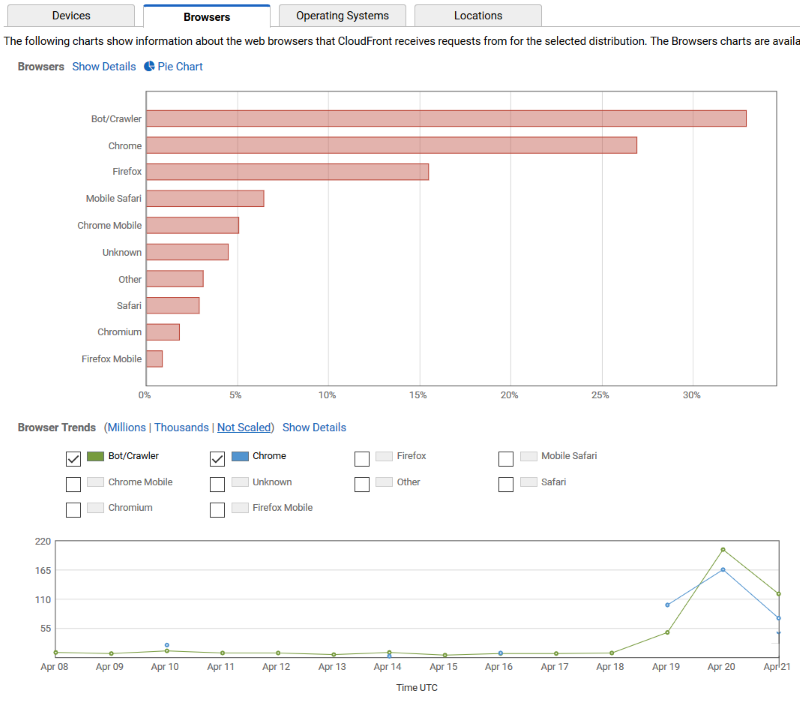 Devices Browsers Operating Systems Locations
The following charts show information about the web browsers that CloudFront receives requests from for the selected distribution. The Browsers charts are availa
Browsers Show Details Pie Chart
Bot/Crawler
Chrome
Firefox
Mobile Safari
Chrome Mobile
Unknown
Other
Safari
Chromium
Firefox Mobile
0% 5% 10% 15% 20% 25% 30%
Browser Trends (Millions | Thousands | Not Scaled) Show Details
Bot/Crawler Chrome Firefox Mobile Safari
Chrome Mobile Unknown Other Safari
Chromium Firefox Mobile
220
165
110
55
Apr 08 Apr 09 Apr 10 Apr 11 Apr 12 Apr 13 Apr 14 Apr 15 Apr 16 Apr 17 Apr 18 Apr 19 Apr 20 Apr 21
Time UTC